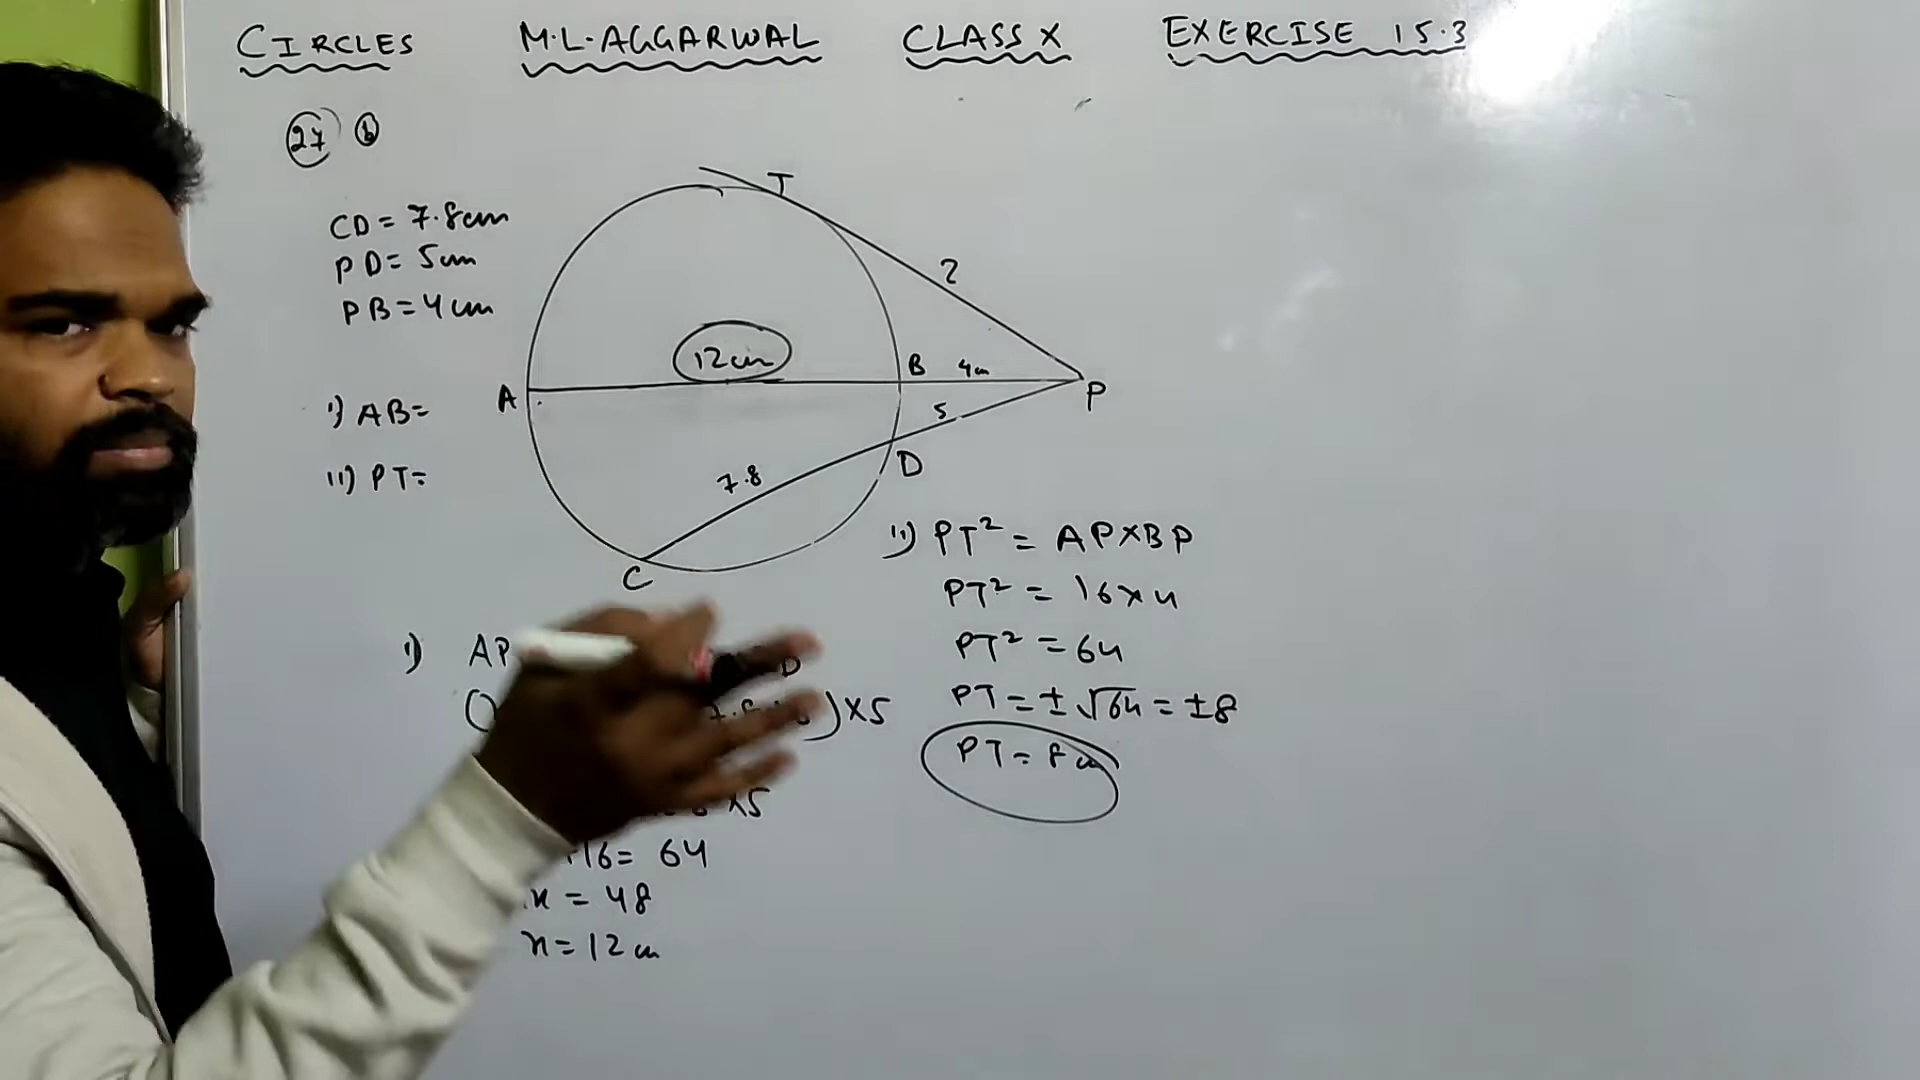 CIRCLES M.L.AGGARWAL CLASS X EXERCISE 15.3
27 b
CD = 7.8cm
PD = 5cm
PB = 4cm
i) AB=
ii) PT=
T
2
12cm
A
B
4cm
P
5
D
7.8
C
i) AP D
( )×5
×5
+16= 64
x = 48
x = 12 cm
ii) PT² = AP×BP
PT² = 16×4
PT² = 64
PT = ± √64 = ±8
PT = 8 cm